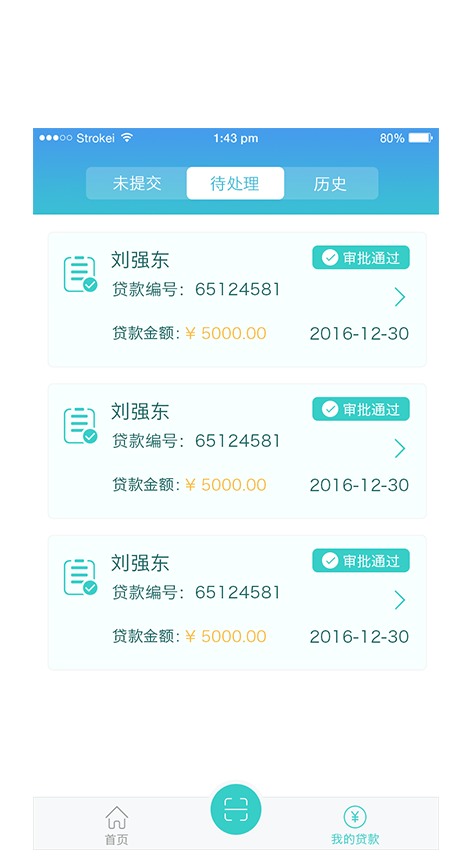 Strokei 1:43 pm 80%
未提交 待处理 历史
刘强东 审批通过
贷款编号：65124581
贷款金额：¥ 5000.00 2016-12-30
刘强东 审批通过
贷款编号：65124581
贷款金额：¥ 5000.00 2016-12-30
刘强东 审批通过
贷款编号：65124581
贷款金额：¥ 5000.00 2016-12-30
¥
首页 我的贷款